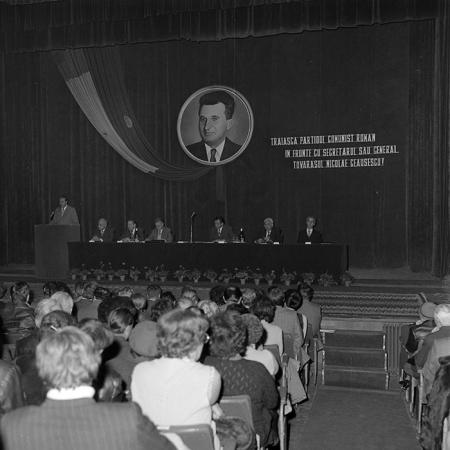 TRAIASCA PARTIDUL COMUNIST ROMAN
IN FRUNTE CU SECRETARUL SAU GENERAL,
TOVARASUL NICOLAE CEAUSESCU!